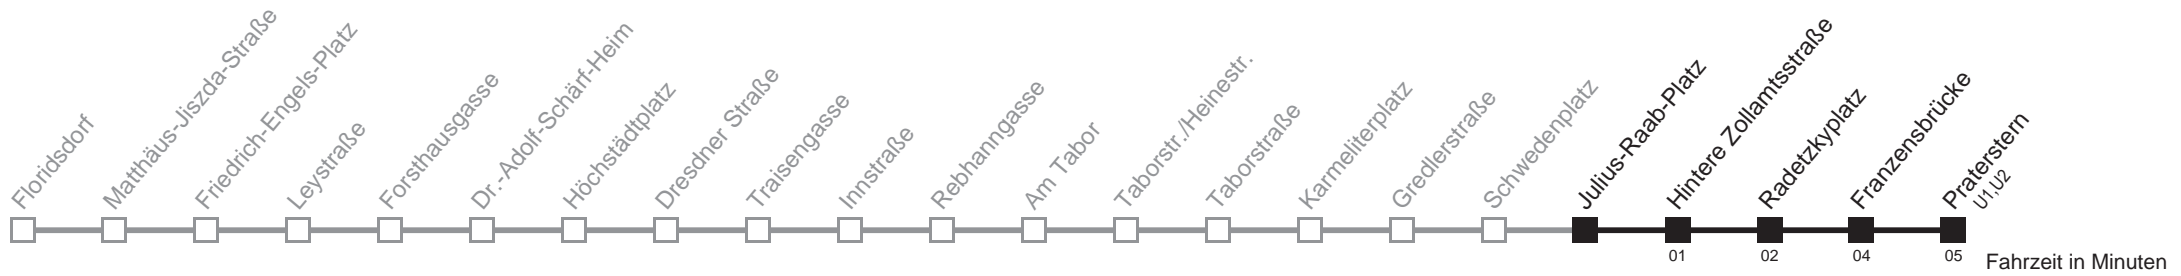 Floridsdorf
Matthäus-Jiszda-Straße
Friedrich-Engels-Platz
Leystraße
Forsthausgasse
Dr.-Adolf-Schärf-Heim
Höchstädtplatz
Dresdner Straße
Traisengasse
Innstraße
Rebhanngasse
Am Tabor
Taborstr./Heinestr.
Taborstraße
Karmeliterplatz
Gredlerstraße
Schwedenplatz
Julius-Raab-Platz
Hintere Zollamtsstraße
Radetzkyplatz
Franzensbrücke
Praterstern
U1,U2
01 02 04 05
Fahrzeit in Minuten